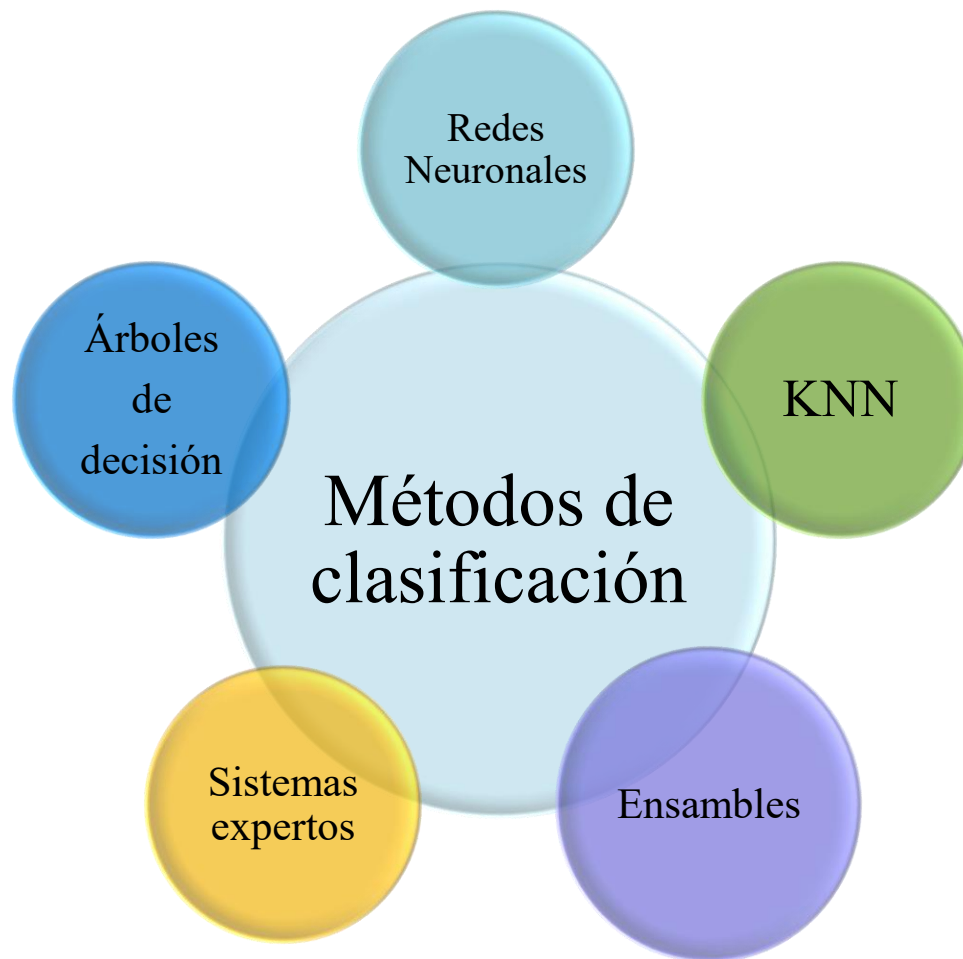 Redes
Neuronales
Árboles
de
decisión
KNN
Métodos de
clasificación
Sistemas
expertos
Ensambles